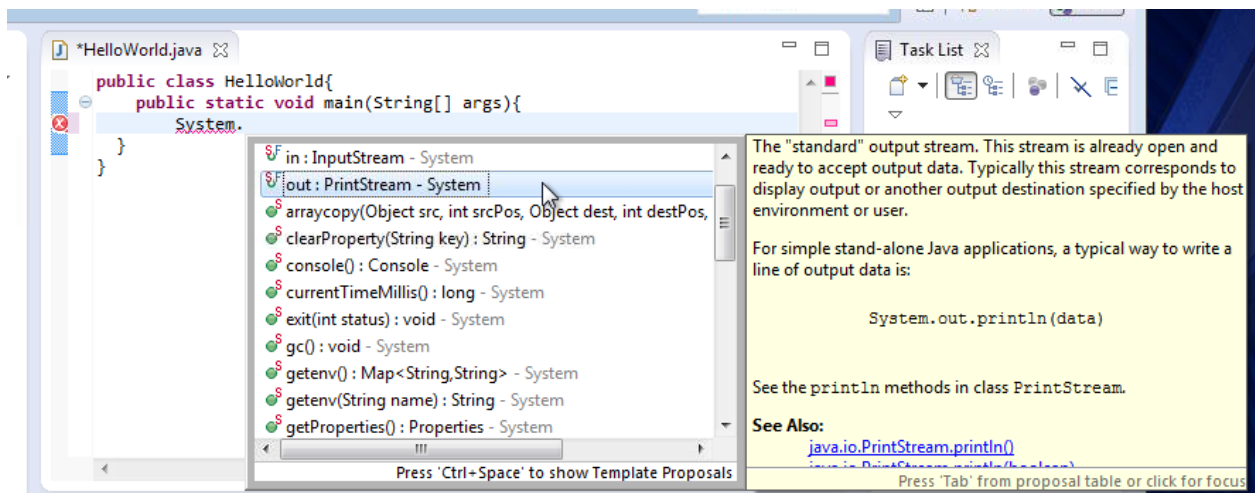 *HelloWorld.java
Task List
public class HelloWorld{
public static void main(String[] args){
System.
}
}
in : InputStream - System
out : PrintStream - System
arraycopy(Object src, int srcPos, Object dest, int destPos,
clearProperty(String key) : String - System
console() : Console - System
currentTimeMillis() : long - System
exit(int status) : void - System
gc() : void - System
getenv() : Map<String,String> - System
getenv(String name) : String - System
getProperties() : Properties - System
Press 'Ctrl+Space' to show Template Proposals
The "standard" output stream. This stream is already open and
ready to accept output data. Typically this stream corresponds to
display output or another output destination specified by the host
environment or user.
For simple stand-alone Java applications, a typical way to write a
line of output data is:
System.out.println(data)
See the println methods in class PrintStream.
See Also:
java.io.PrintStream.println()
java.io.PrintStream.println(boolean)
Press 'Tab' from proposal table or click for focus